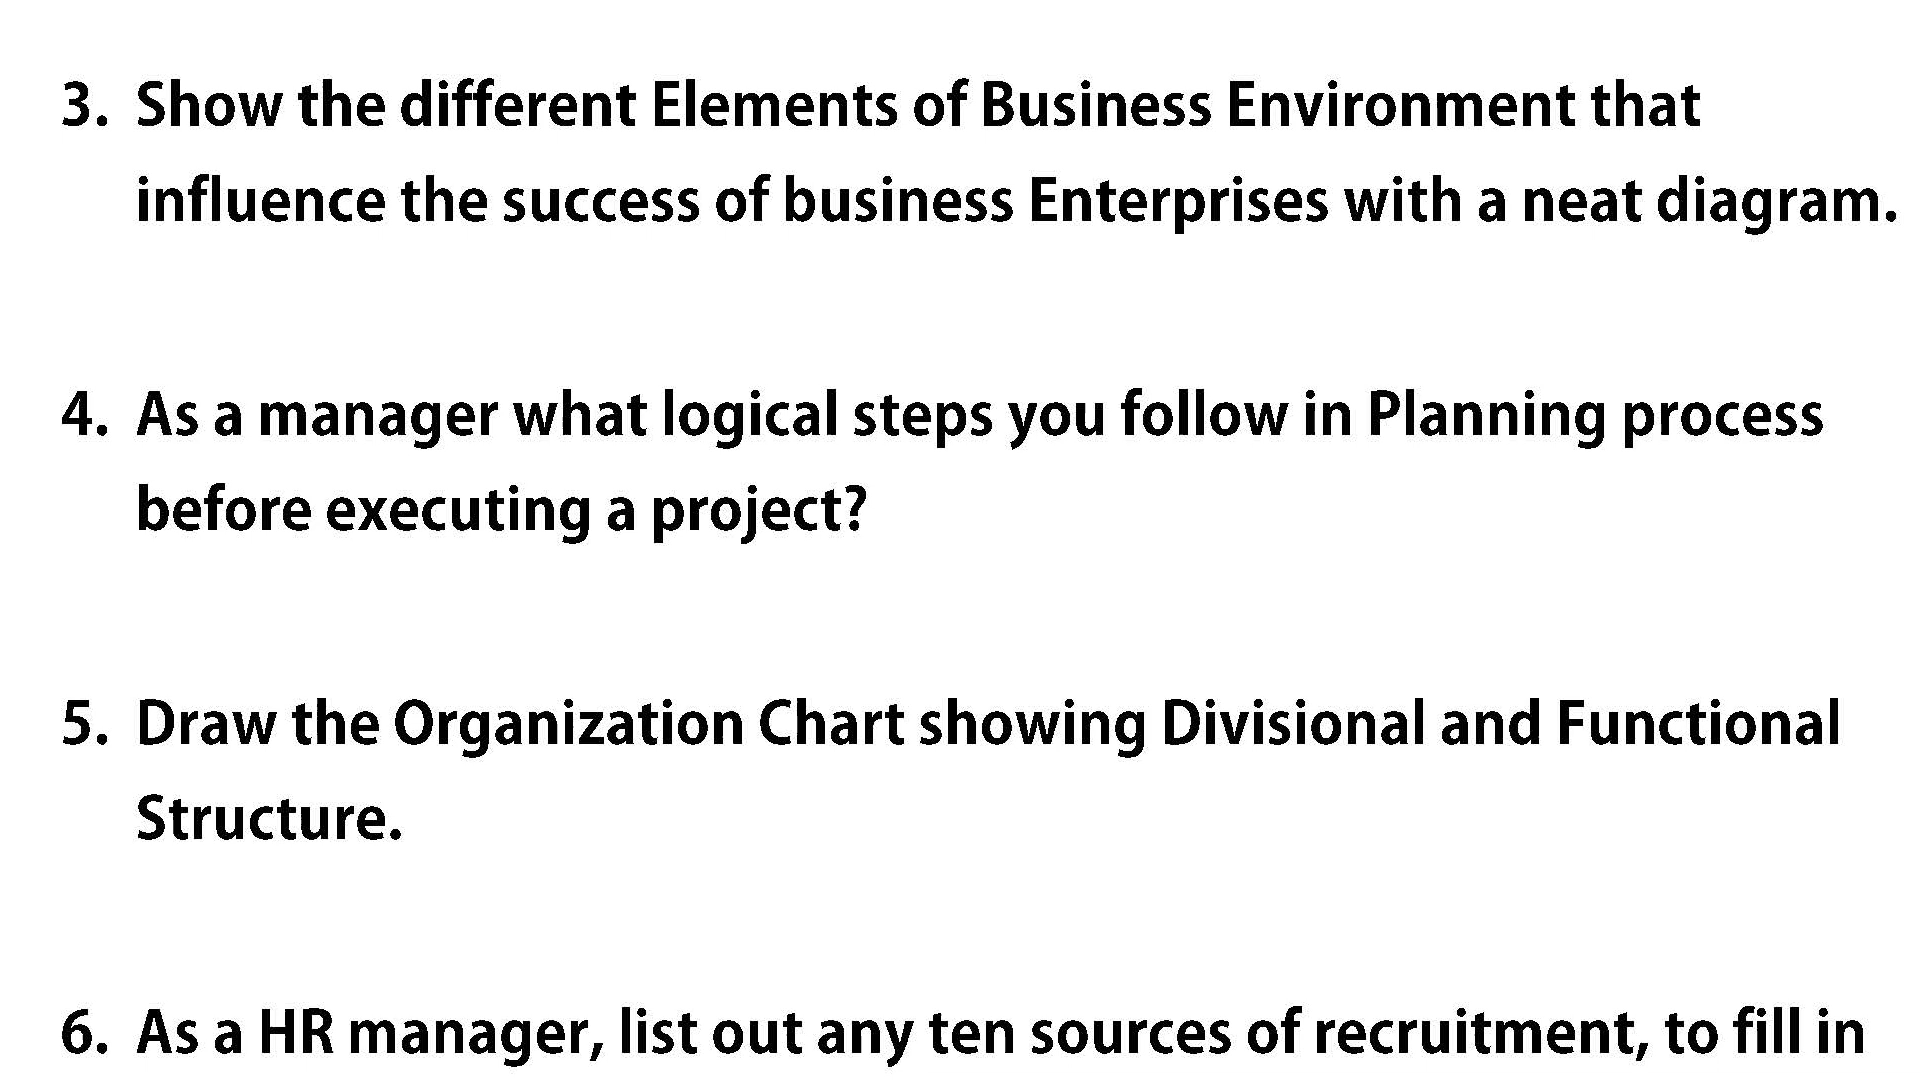 3. Show the different Elements of Business Environment that
influence the success of business Enterprises with a neat diagram.
4. As a manager what logical steps you follow in Planning process
before executing a project?
5. Draw the Organization Chart showing Divisional and Functional
Structure.
6. As a HR manager, list out any ten sources of recruitment, to fill in